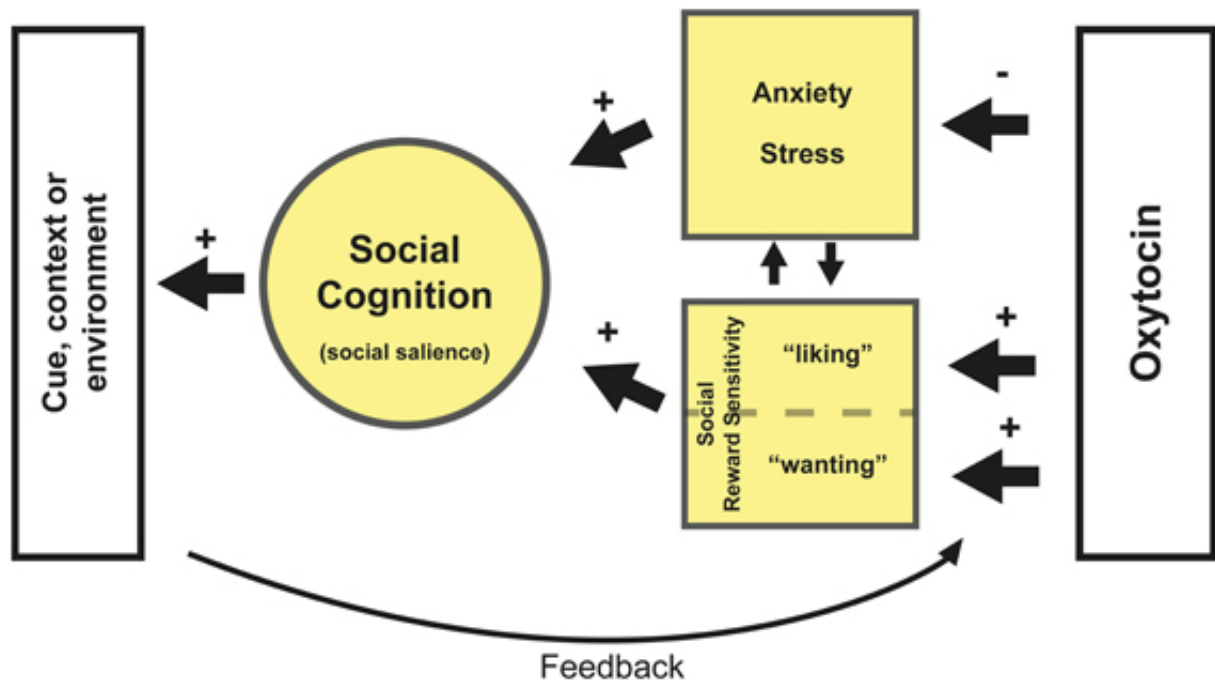 Cue, context or
environment
+
Social
Cognition
(social salience)
+
+
Anxiety
Stress
Social
Reward Sensitivity
“liking”
“wanting”
-
+
+
Oxytocin
Feedback